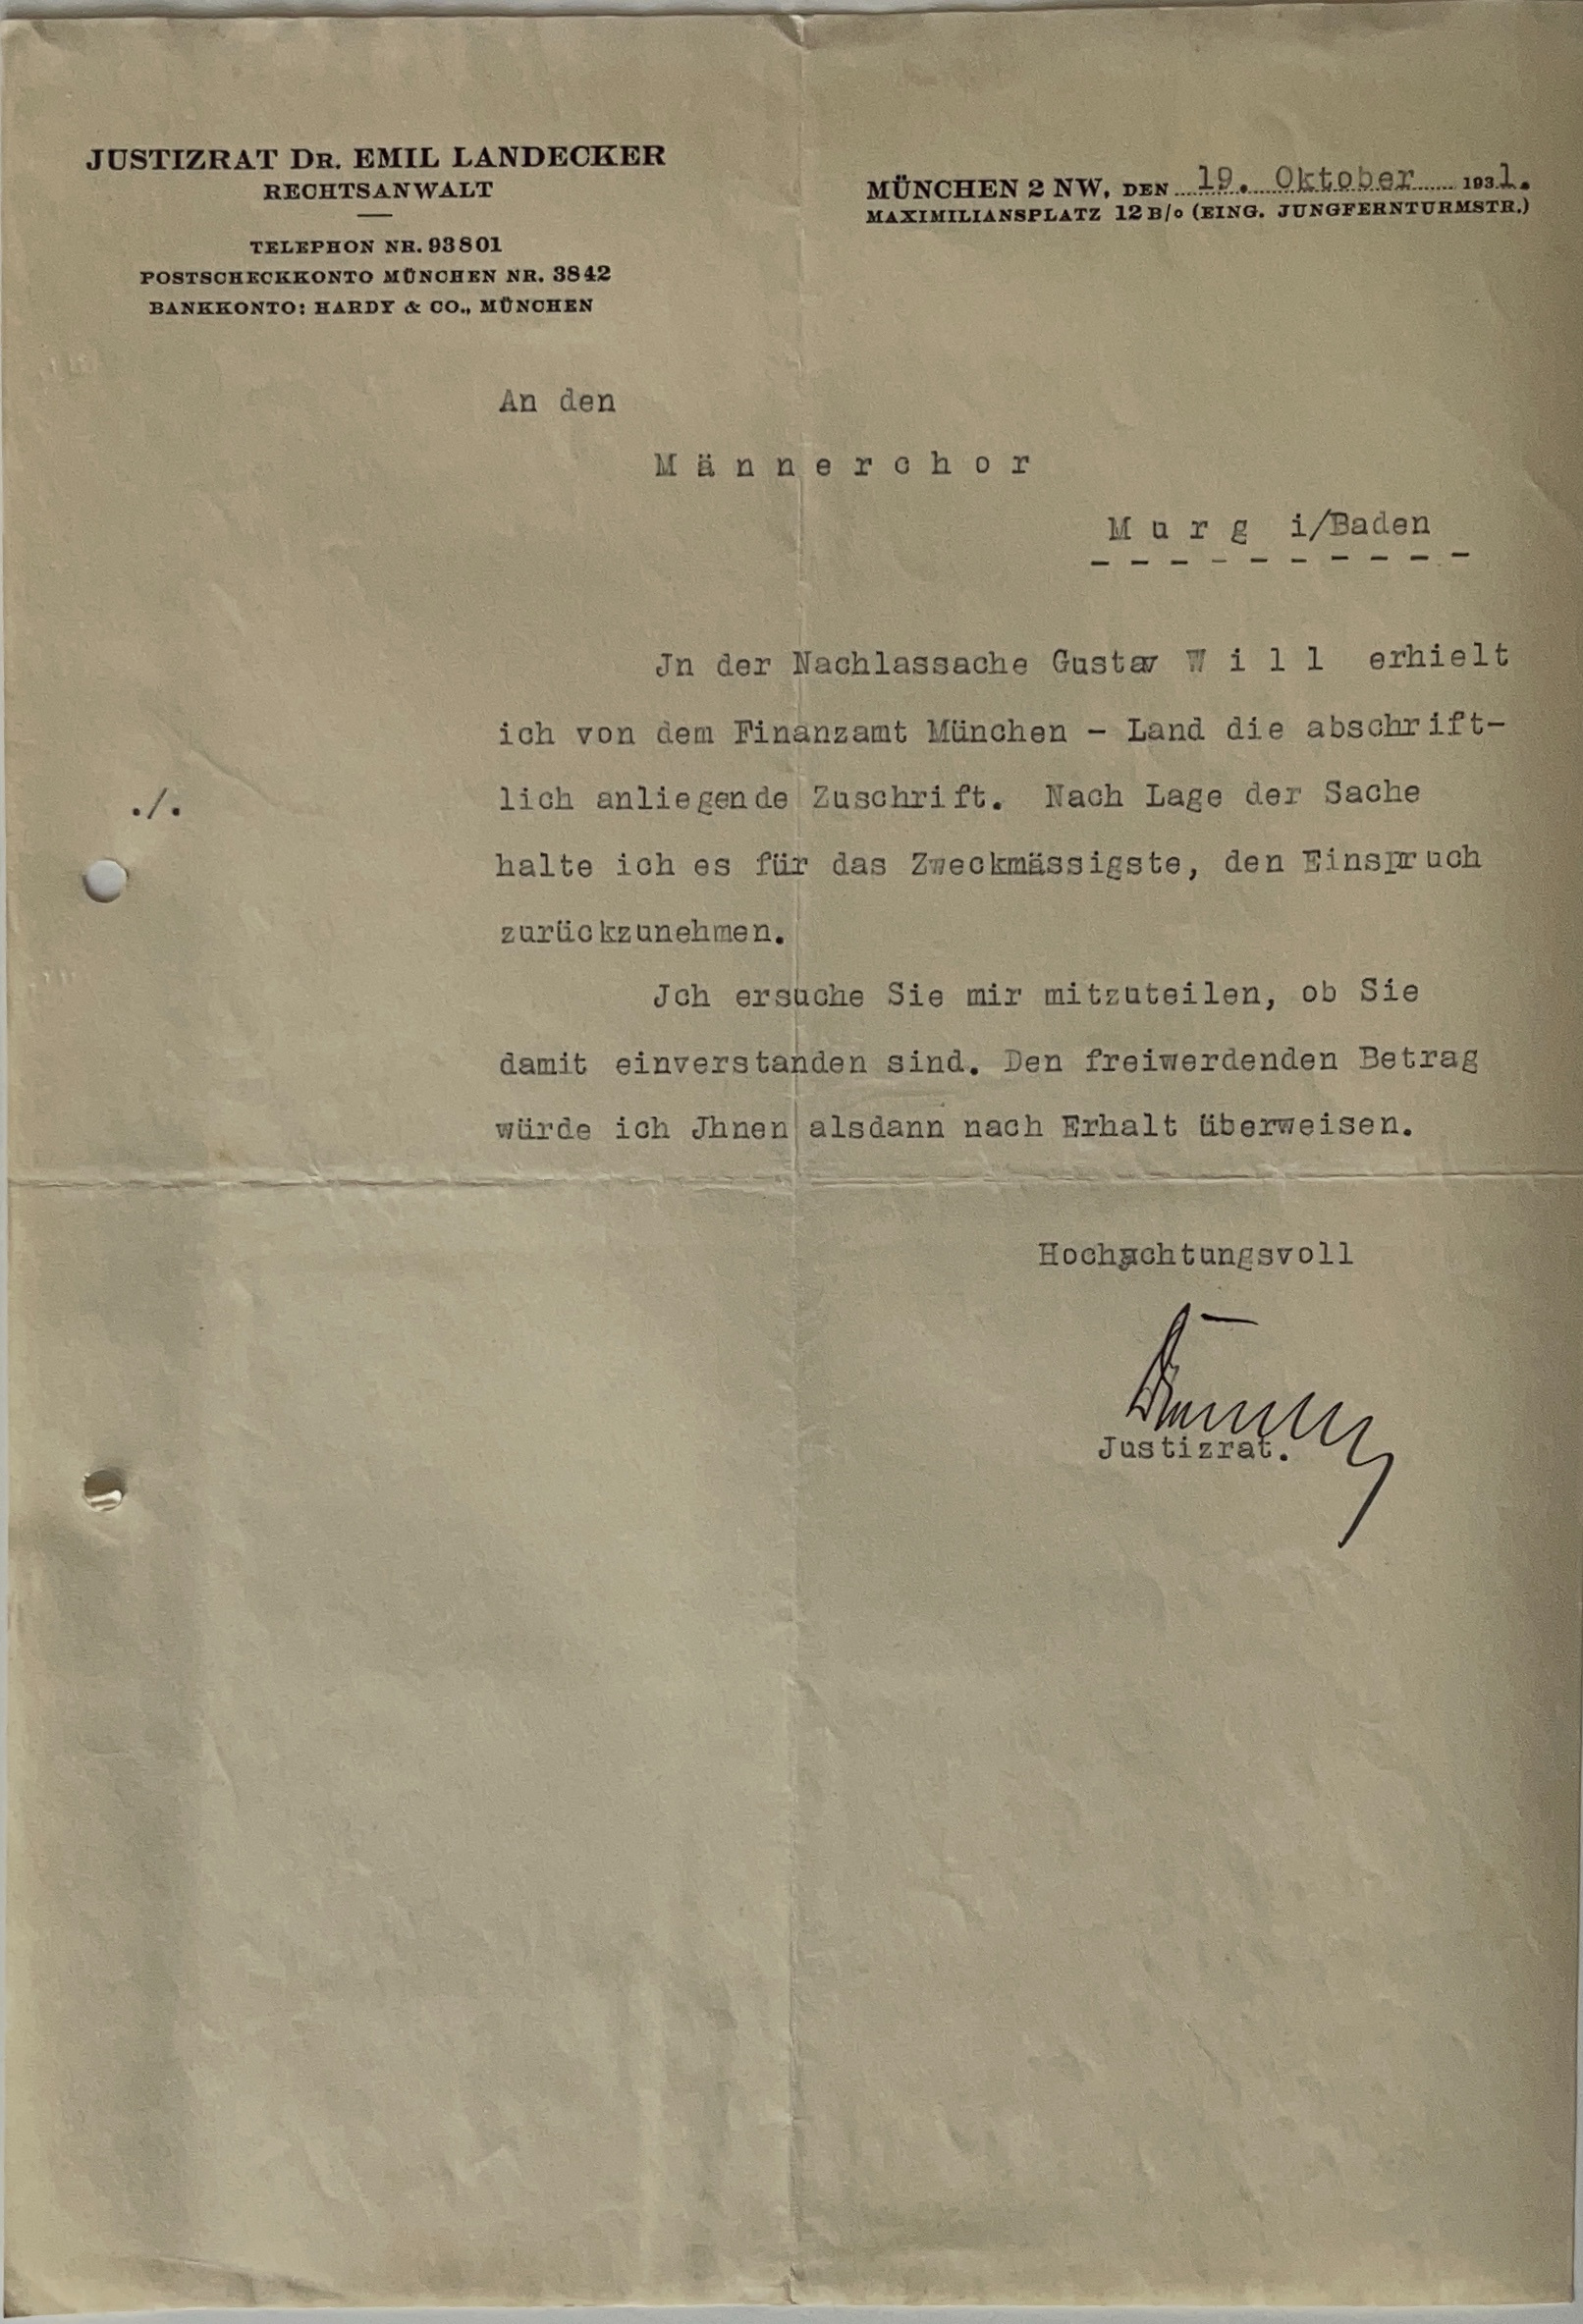 JUSTIZRAT DR. EMIL LANDECKER
RECHTSANWALT
TELEPHON NR. 93801
POSTSCHECKKONTO MÜNCHEN NR. 3842
BANKKONTO: HARDY & CO., MÜNCHEN
MÜNCHEN 2 NW, DEN 19. Oktober 1931.
MAXIMILIANSPLATZ 12 B/0 (EING. JUNGFERNTURMSTR.)
An den
M ä n n e r c h o r
M u r g i/Baden
Jn der Nachlassache Gustav W i l l erhielt
ich von dem Finanzamt München - Land die abschrift-
lich anliegende Zuschrift. Nach Lage der Sache
./.
halte ich es für das Zweckmässigste, den Einspruch
zurückzunehmen.
Jch ersuche Sie mir mitzuteilen, ob Sie
damit einverstanden sind. Den freiwerdenden Betrag
würde ich Jhnen alsdann nach Erhalt überweisen.
Hochachtungsvoll
Justizrat.